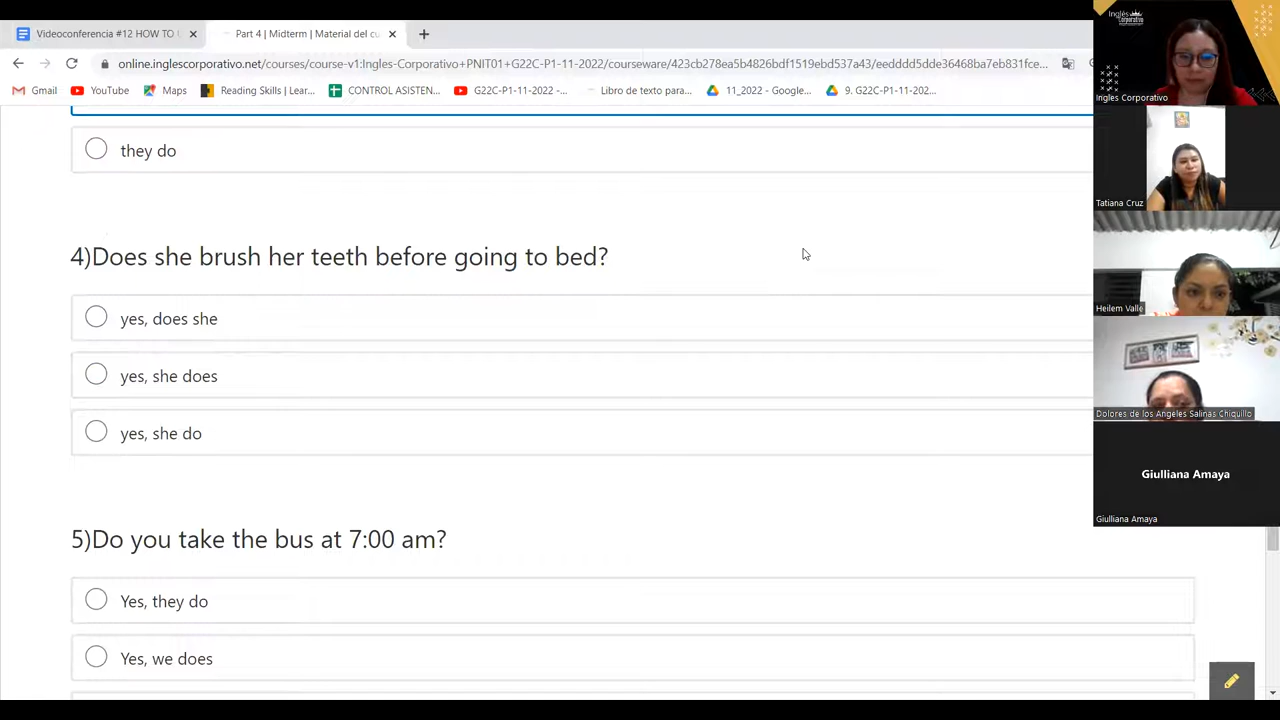 Videoconferencia #12 HOW TO
Part 4 | Midterm | Material del cu
online.inglescorporativo.net/courses/course-v1:Ingles-Corporativo+PNT01+G22C-P1-11-2022/courseware/423cb278ea5b4826bdf1519ebd537a43/eedddd5dde36468ba7eb831fce...
Gmail
YouTube
Maps
Reading Skills | Lear...
CONTROL ASISTEN...
G22C-P1-11-2022 -...
Libro de texto para...
11_2022 - Google...
9. G22C-P1-11-202...
they do
4)Does she brush her teeth before going to bed?
yes, does she
yes, she does
yes, she do
5)Do you take the bus at 7:00 am?
Yes, they do
Yes, we does
Inglés
Corporativo
Ingles Corporativo
Tatiana Cruz
Heilem Valle
Dolores de los Angeles Salinas Chiquillo
Giulliana Amaya
Giulliana Amaya